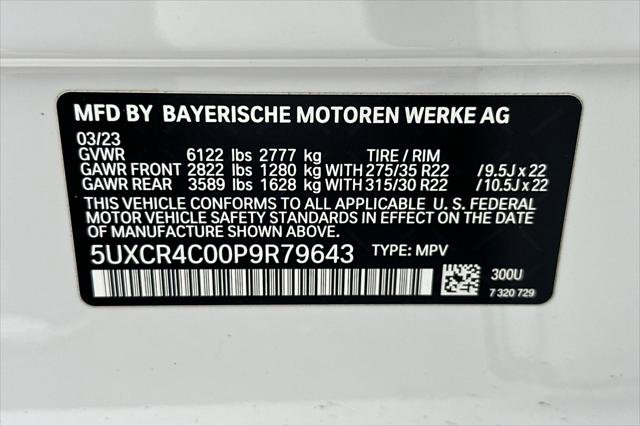 MFD BY BAYERISCHE MOTOREN WERKE AG
03/23
GVWR 6122 lbs 2777 kg TIRE / RIM
GAWR FRONT 2822 lbs 1280 kg WITH 275/35 R22 /9.5J x 22
GAWR REAR 3589 lbs 1628 kg WITH 315/30 R22 /10.5J x 22
THIS VEHICLE CONFORMS TO ALL APPLICABLE U. S. FEDERAL
MOTOR VEHICLE SAFETY STANDARDS IN EFFECT ON THE DATE
OF MANUFACTURE SHOWN ABOVE.
5UXCR4C00P9R79643 TYPE: MPV
300U
7 320 729